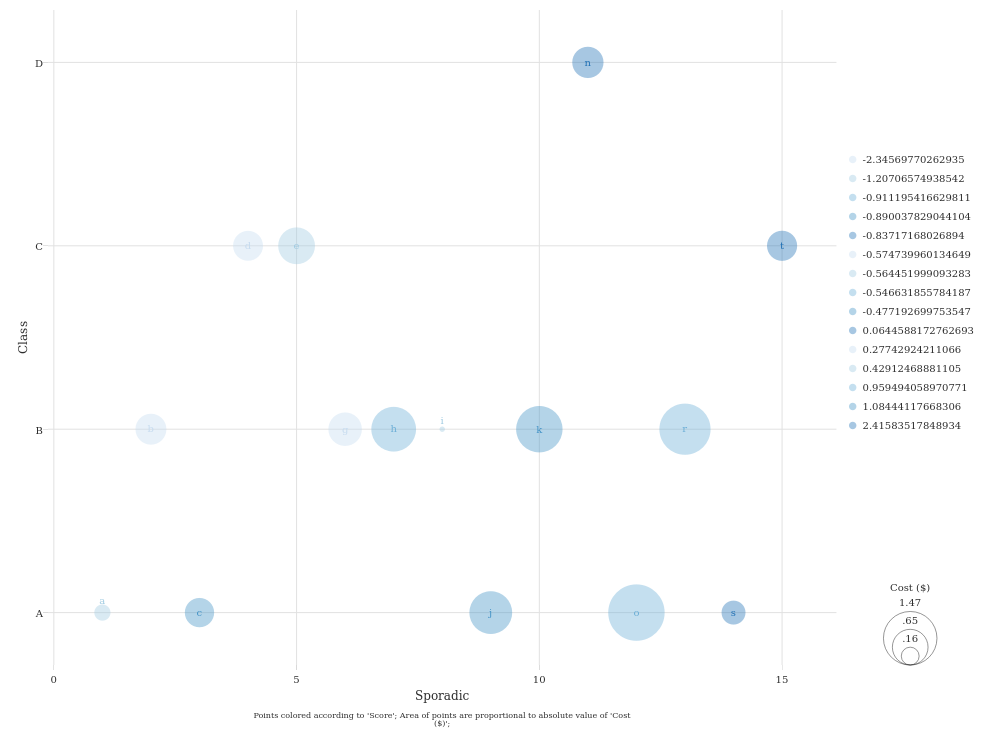 D
n
C
d
e
t
Class
B
b
g
h
i
k
r
A
a
c
j
o
s
0
5
10
15
Sporadic
Points colored according to 'Score'; Area of points are proportional to absolute value of 'Cost
($)';
-2.34569770262935
-1.20706574938542
-0.911195416629811
-0.890037829044104
-0.83717168026894
-0.574739960134649
-0.564451999093283
-0.546631855784187
-0.477192699753547
0.0644588172762693
0.27742924211066
0.42912468881105
0.959494058970771
1.08444117668306
2.41583517848934
Cost ($)
1.47
.65
.16